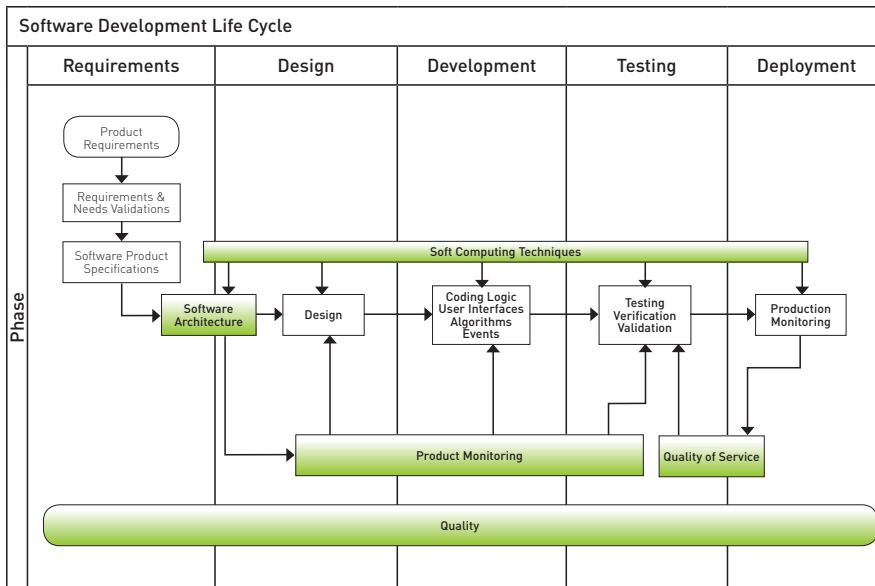 Software Development Life Cycle
Requirements
Design
Development
Testing
Deployment
Phase
Product
Requirements
Requirements &
Needs Validations
Software Product
Specifications
Soft Computing Techniques
Software
Architecture
Design
Coding Logic
User Interfaces
Algorithms
Events
Testing
Verification
Validation
Production
Monitoring
Product Monitoring
Quality of Service
Quality